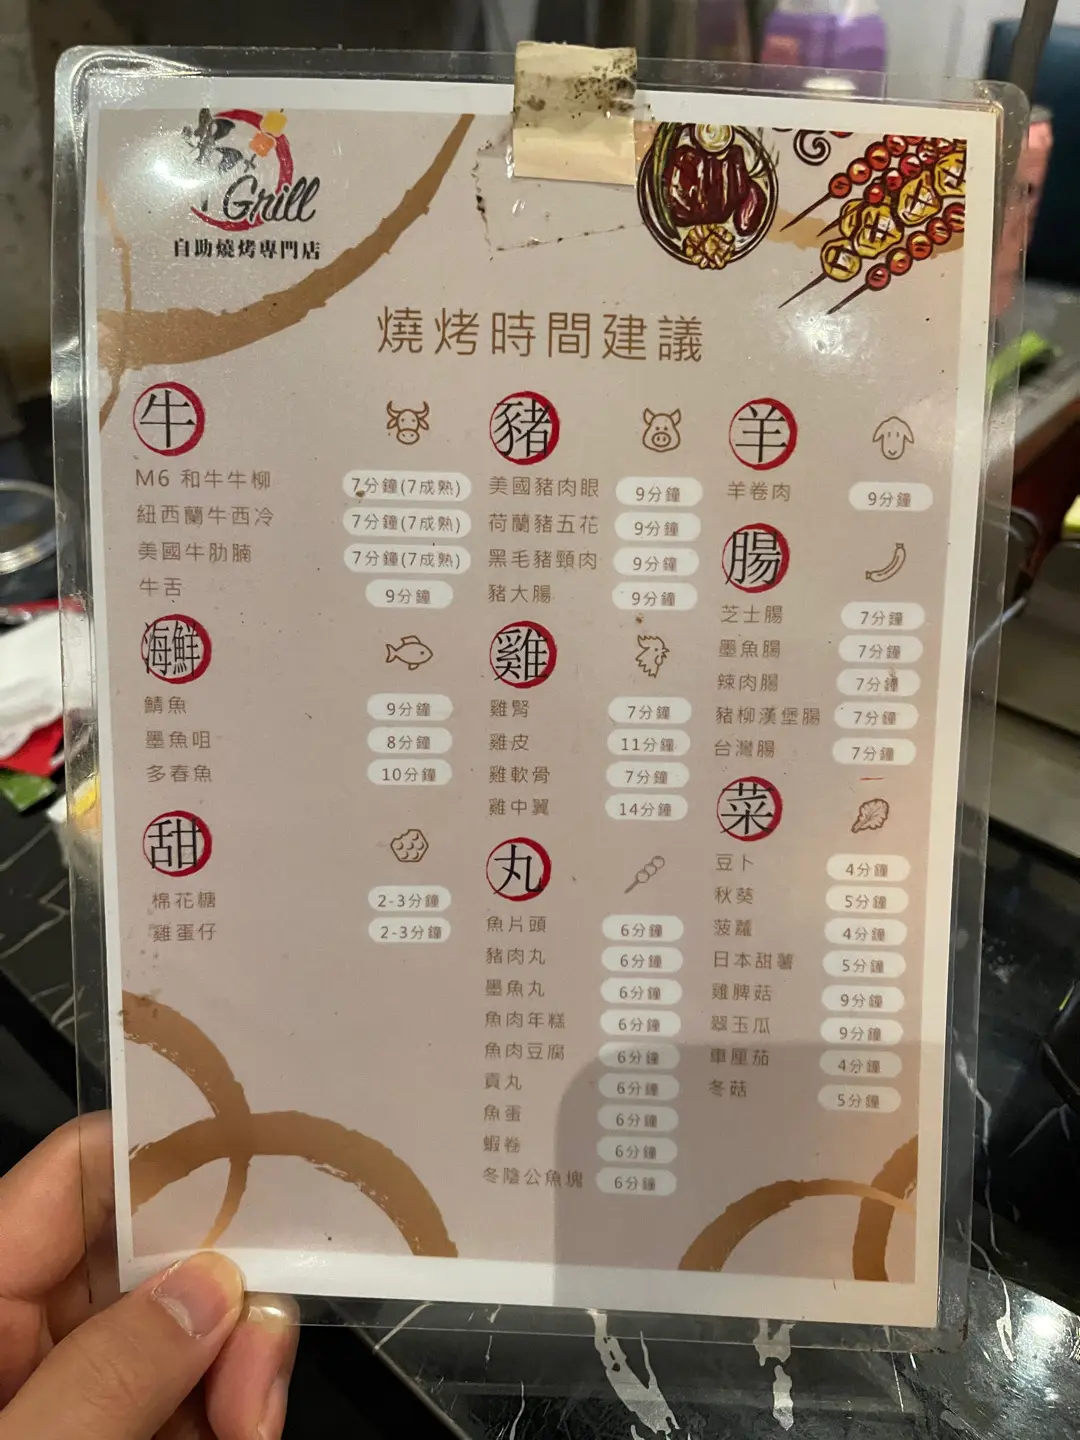 Grill
自助燒烤專門店
燒烤時間建議
牛
M6 和牛牛柳 7分鐘(7成熟)
紐西蘭牛西冷 7分鐘(7成熟)
美國牛肋腩 7分鐘(7成熟)
牛舌 9分鐘
海鮮
鯖魚 9分鐘
墨魚咀 8分鐘
多春魚 10分鐘
甜
棉花糖 2-3分鐘
雞蛋仔 2-3分鐘
豬
美國豬肉眼 9分鐘
荷蘭豬五花 9分鐘
黑毛豬頸肉 9分鐘
豬大腸 9分鐘
雞
雞腎 7分鐘
雞皮 11分鐘
雞軟骨 7分鐘
雞中翼 14分鐘
丸
魚片頭 6分鐘
豬肉丸 6分鐘
墨魚丸 6分鐘
魚肉年糕 6分鐘
魚肉豆腐 6分鐘
貢丸 6分鐘
魚蛋 6分鐘
蝦卷 6分鐘
冬陰公魚塊 6分鐘
羊
羊卷肉 9分鐘
腸
芝士腸 7分鐘
墨魚腸 7分鐘
辣肉腸 7分鐘
豬柳漢堡腸 7分鐘
台灣腸 7分鐘
菜
豆卜 4分鐘
秋葵 5分鐘
菠蘿 4分鐘
日本甜薯 5分鐘
雞脾菇 9分鐘
翠玉瓜 9分鐘
車厘茄 4分鐘
冬菇 5分鐘